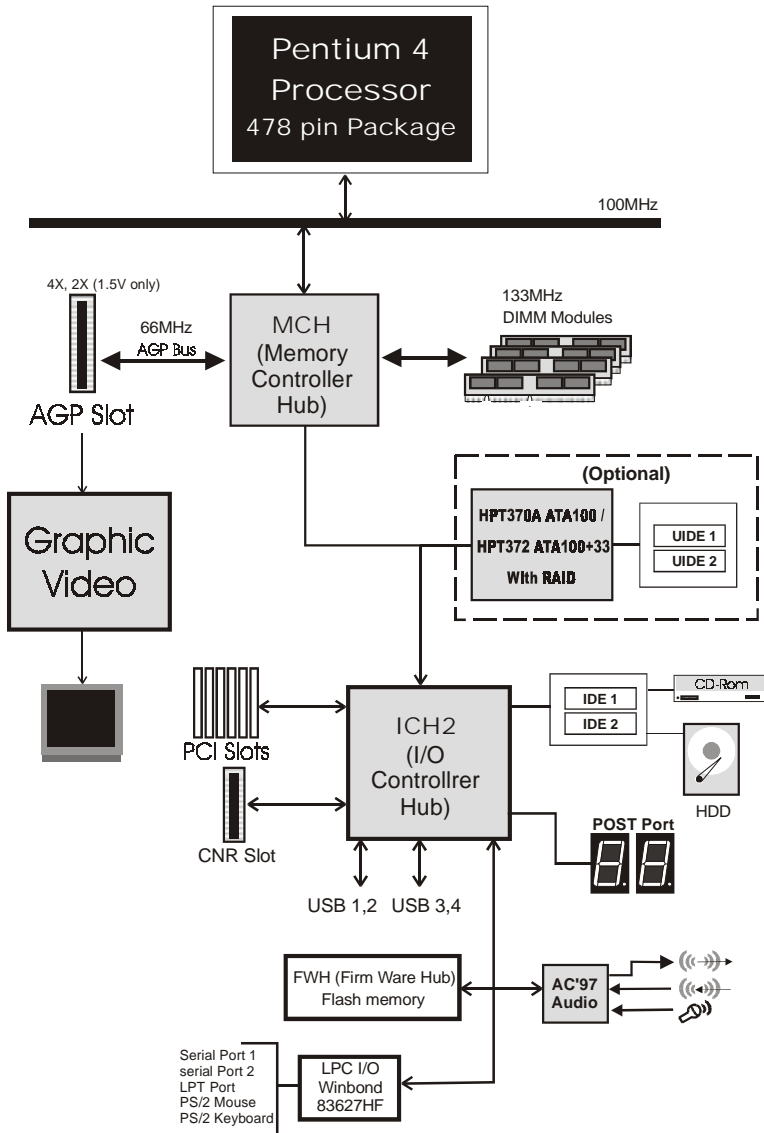 Pentium 4
Processor
478 pin Package
100MHz
4X, 2X (1.5V only)
66MHz
AGP Bus
AGP Slot
MCH
(Memory
Controller
Hub)
133MHz
DIMM Modules
Graphic
Video
(Optional)
HPT370A ATA100 /
HPT372 ATA100+33
With RAID
UIDE 1
UIDE 2
PCI Slots
CNR Slot
ICH2
(I/O
Controllrer
Hub)
IDE 1
IDE 2
CD-Rom
HDD
POST Port
USB 1,2
USB 3,4
FWH (Firm Ware Hub)
Flash memory
AC'97
Audio
Serial Port 1
serial Port 2
LPT Port
PS/2 Mouse
PS/2 Keyboard
LPC I/O
Winbond
83627HF